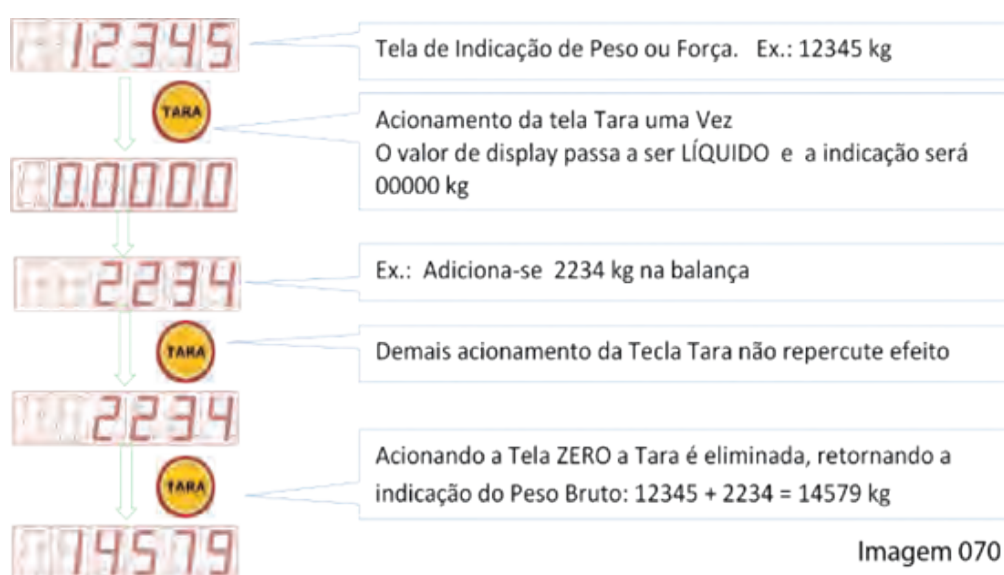 12345
Tela de Indicação de Peso ou Força. Ex.: 12345 kg
TARA
Acionamento da tela Tara uma Vez
O valor de display passa a ser LÍQUIDO e a indicação será
00000 kg
0.0000
2234
Ex.: Adiciona-se 2234 kg na balança
TARA
Demais acionamento da Tecla Tara não repercute efeito
2234
TARA
Acionando a Tela ZERO a Tara é eliminada, retornando a
indicação do Peso Bruto: 12345 + 2234 = 14579 kg
14579
Imagem 070